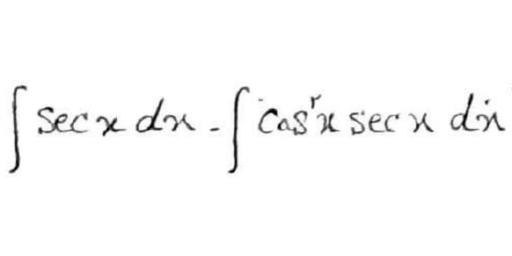 ∫ sec x dx - ∫ cos²x sec x dx